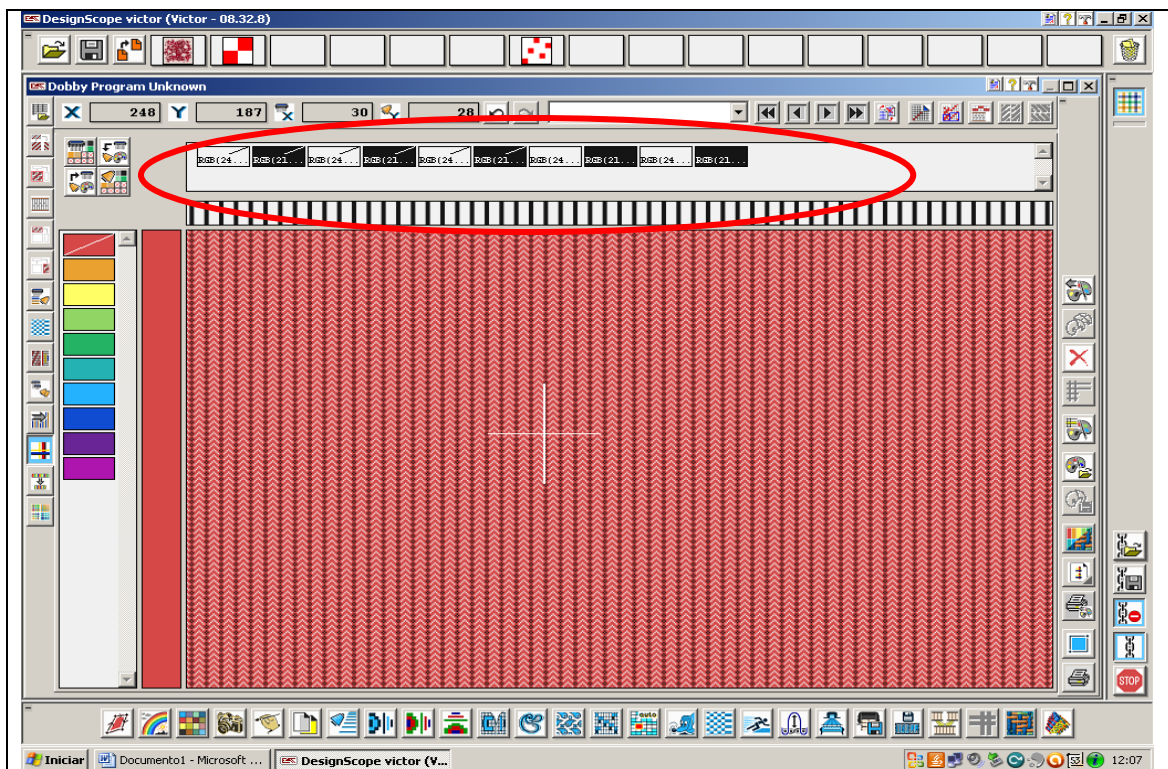 DesignScope victor (Victor - 08.32.8)
Dobby Program Unknown
X 248 Y 187 X 30 28
RGB(24... RGB(21... RGB(24... RGB(21... RGB(24... RGB(21... RGB(24... RGB(21... RGB(24... RGB(21...
auto
STOP
Iniciar Documento1 - Microsoft ... DesignScope victor (V... 12:07